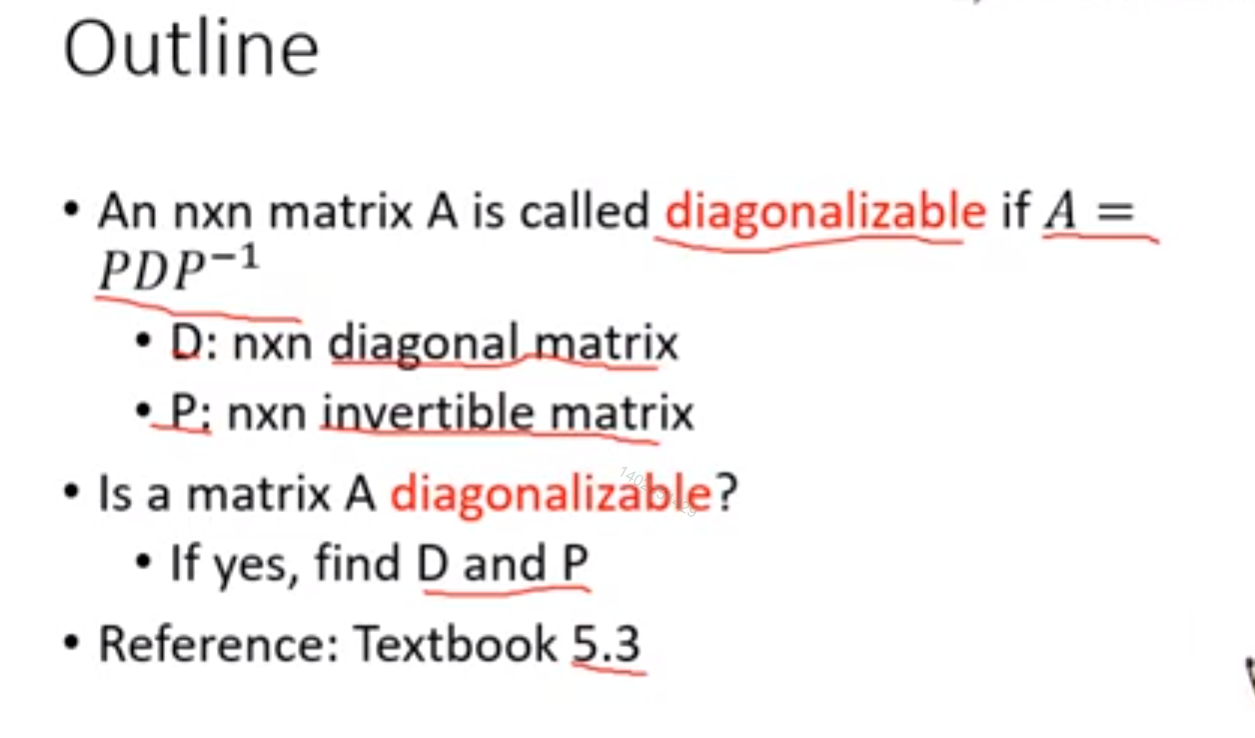 Outline
• An nxn matrix A is called diagonalizable if A =
PDP⁻¹
• D: nxn diagonal matrix
• P: nxn invertible matrix
• Is a matrix A diagonalizable?
• If yes, find D and P
• Reference: Textbook 5.3